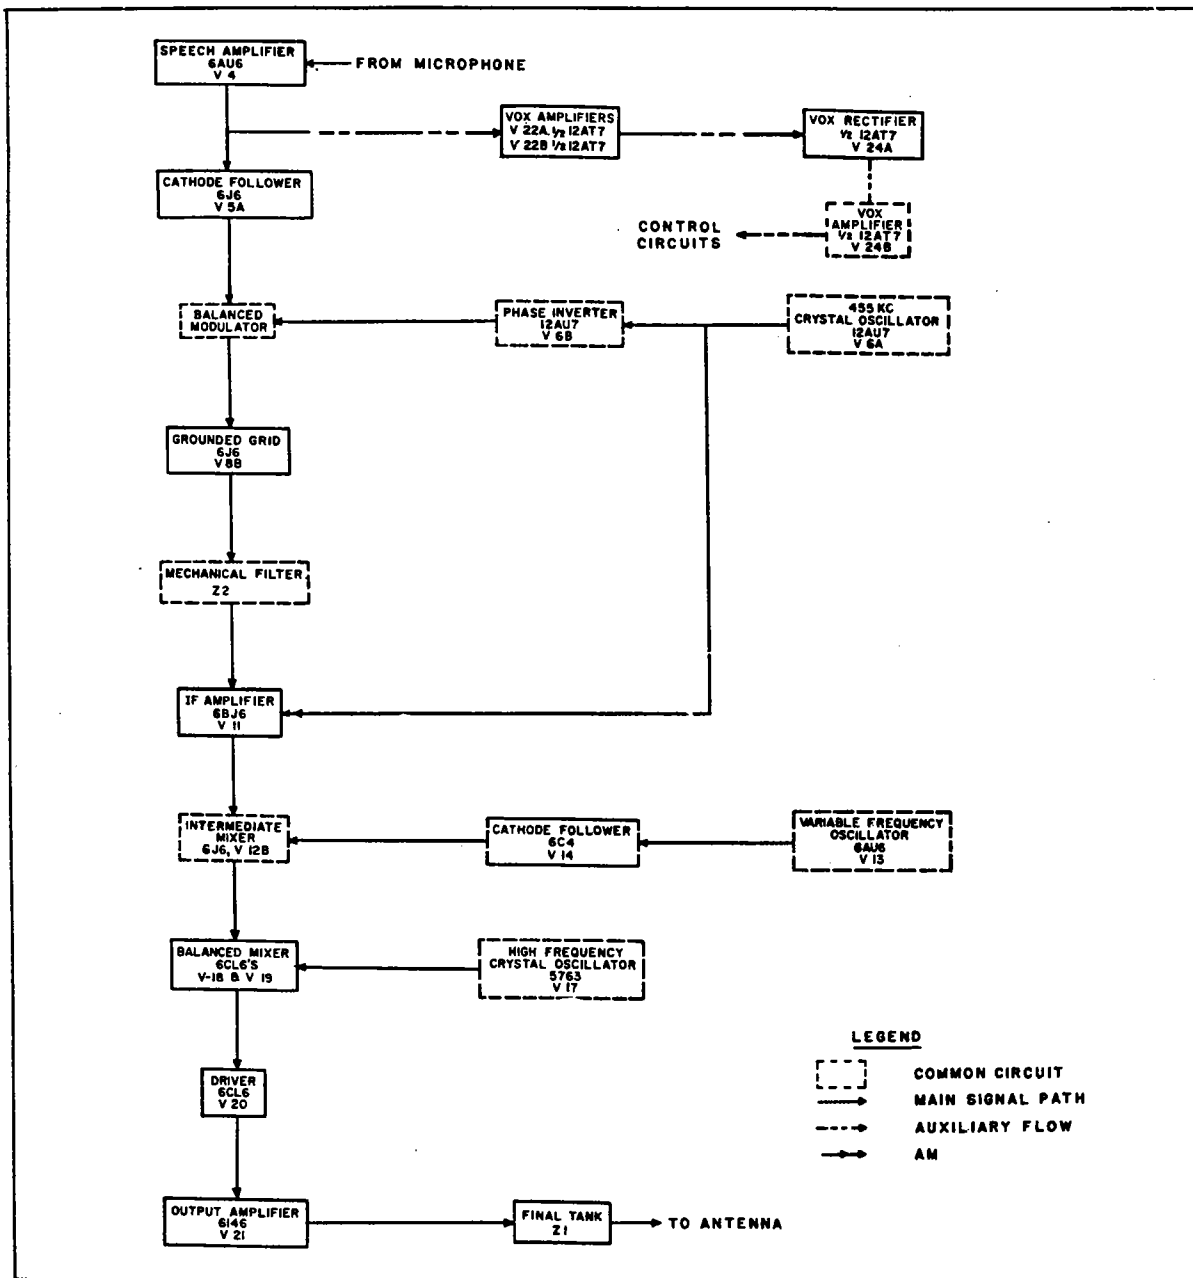 SPEECH AMPLIFIER
6AU6
V 4
FROM MICROPHONE
VOX AMPLIFIERS
V 22A, 1/2 12AT7
V 22B 1/2 12AT7
VOX RECTIFIER
1/2 12AT7
V 24A
CATHODE FOLLOWER
6J6
V 5A
VOX
AMPLIFIER
1/2 12AT7
V 24B
CONTROL
CIRCUITS
BALANCED
MODULATOR
PHASE INVERTER
12AU7
V 6B
455 KC
CRYSTAL OSCILLATOR
12AU7
V 6A
GROUNDED GRID
6J6
V 8B
MECHANICAL FILTER
Z2
IF AMPLIFIER
6BJ6
V 11
INTERMEDIATE
MIXER
6J6, V 12B
CATHODE FOLLOWER
6C4
V 14
VARIABLE FREQUENCY
OSCILLATOR
6AU6
V 13
BALANCED MIXER
6CL6'S
V-18 & V 19
HIGH FREQUENCY
CRYSTAL OSCILLATOR
5763
V 17
DRIVER
6CL6
V 20
OUTPUT AMPLIFIER
6146
V 21
FINAL TANK
Z1
TO ANTENNA
LEGEND
COMMON CIRCUIT
MAIN SIGNAL PATH
AUXILIARY FLOW
AM